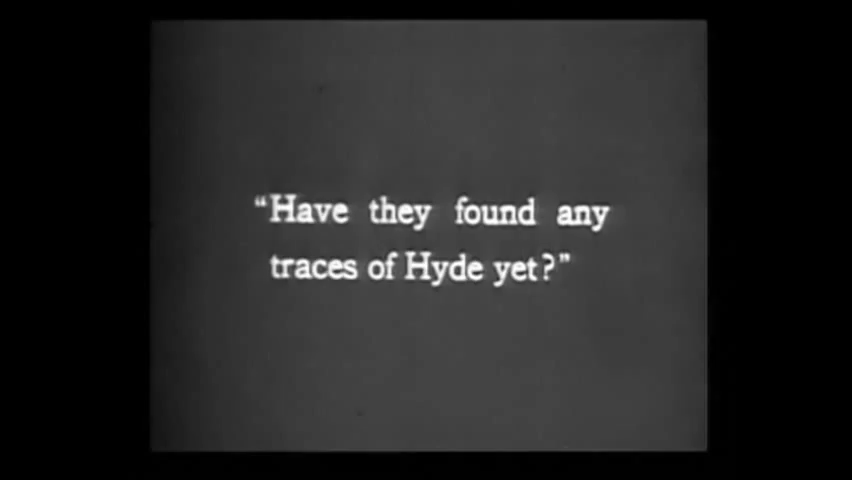 “Have they found any
traces of Hyde yet?”